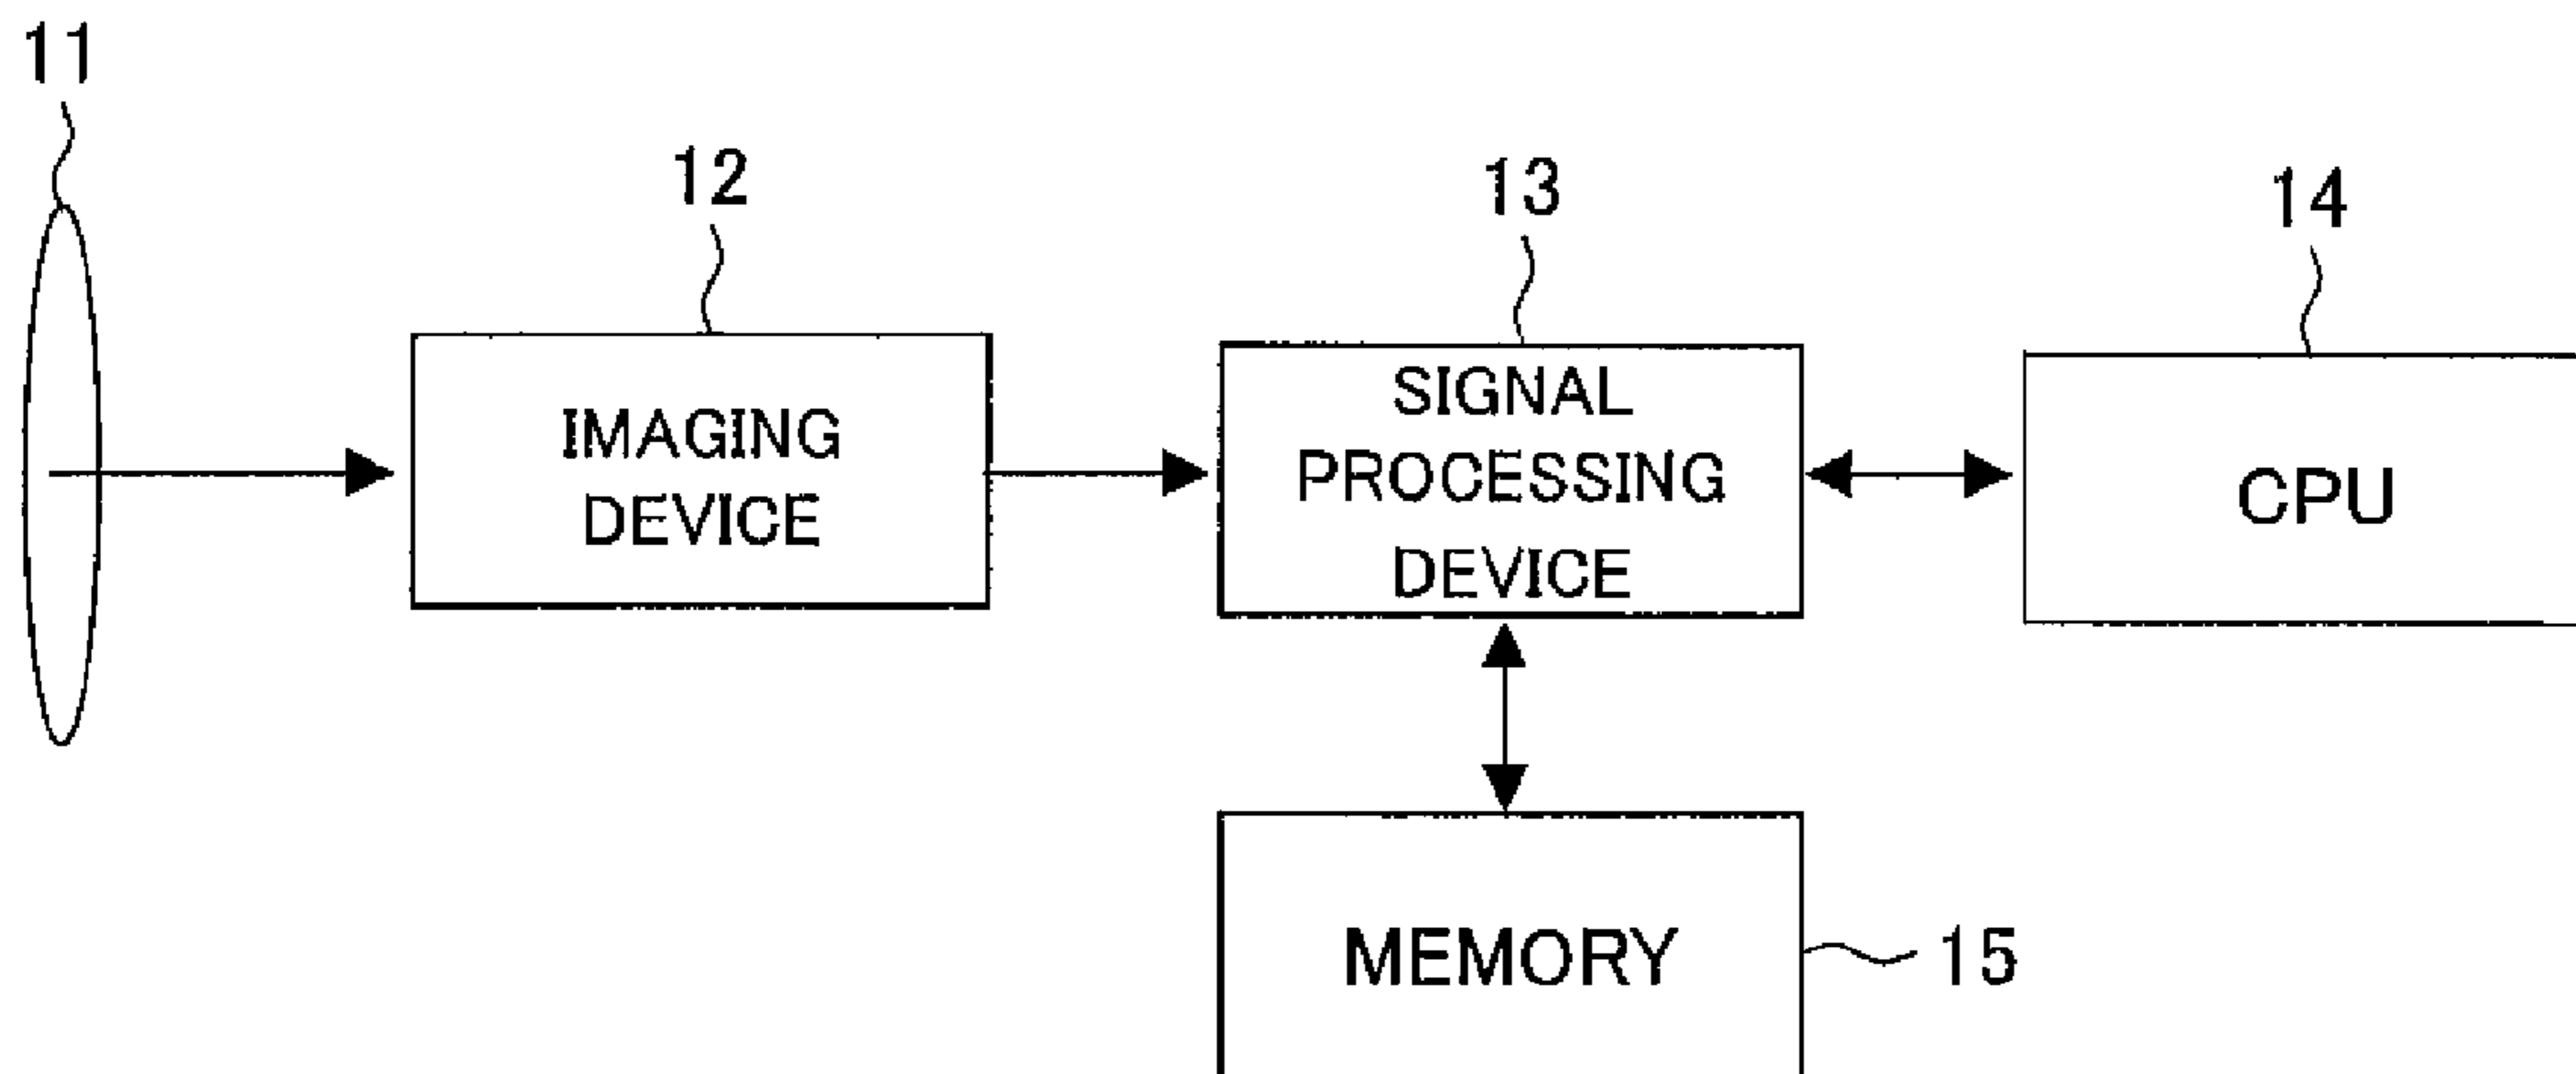 11
12
13
14
IMAGING
DEVICE
SIGNAL
PROCESSING
DEVICE
CPU
MEMORY
15